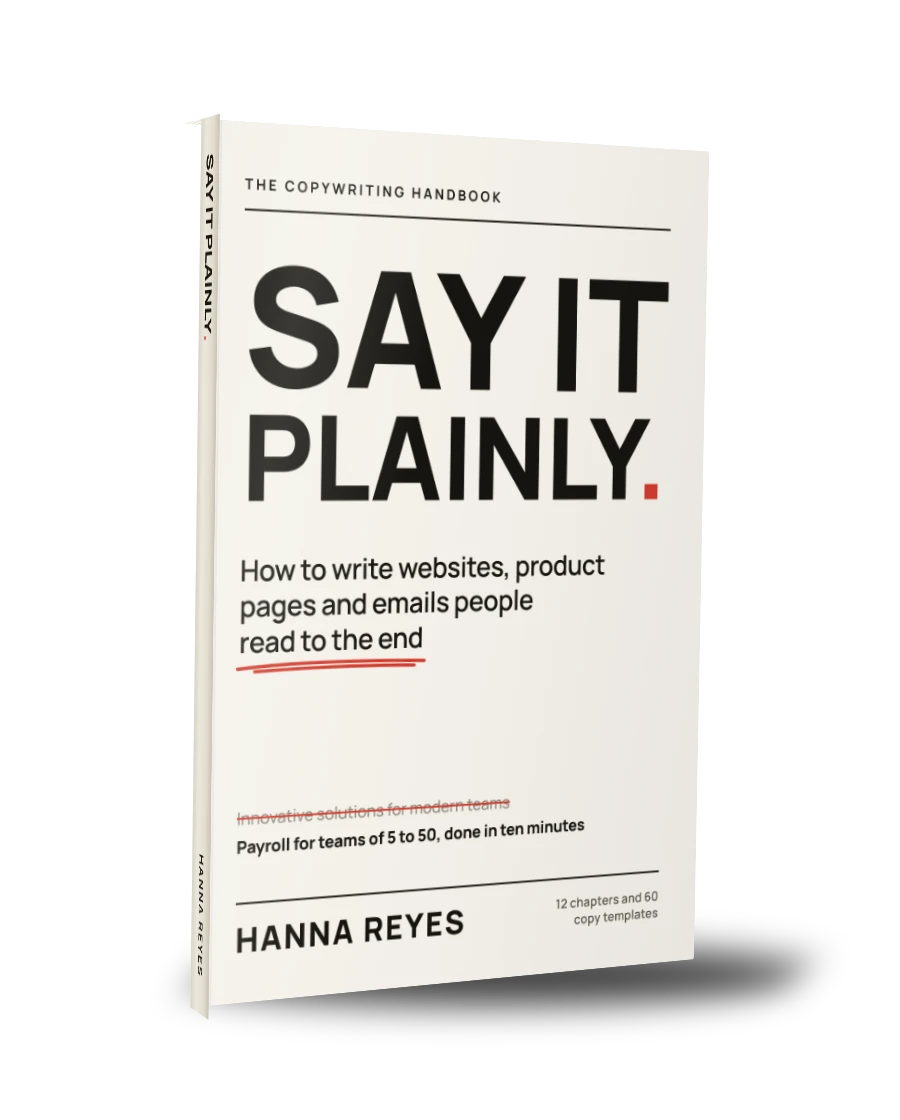 SAY IT PLAINLY.
HANNA REYES
THE COPYWRITING HANDBOOK
SAY IT
PLAINLY.
How to write websites, product
pages and emails people
read to the end
Innovative solutions for modern teams
Payroll for teams of 5 to 50, done in ten minutes
HANNA REYES
12 chapters and 60
copy templates